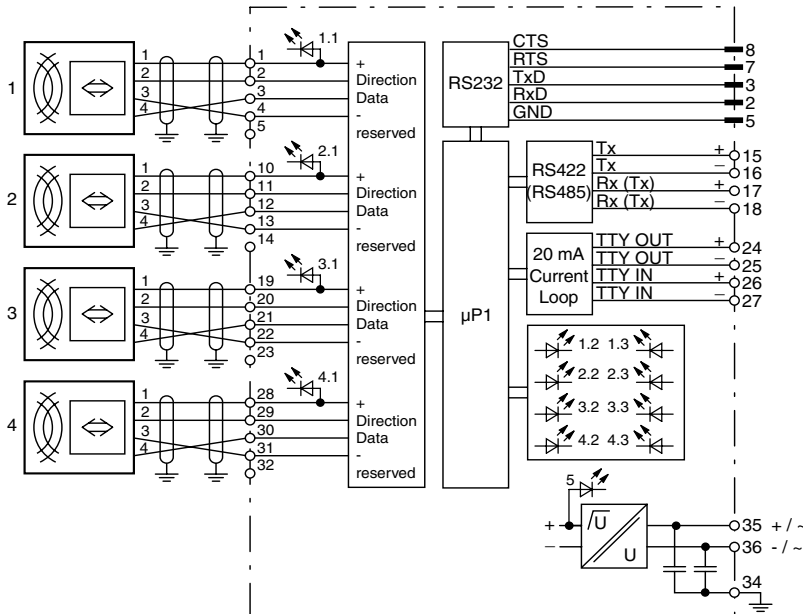 1
1
2
3
4
1
2
3
4
5
1.1
+
Direction
Data
-
reserved
2
1
2
3
4
10
11
12
13
14
2.1
+
Direction
Data
-
reserved
3
1
2
3
4
19
20
21
22
23
3.1
+
Direction
Data
-
reserved
4
1
2
3
4
28
29
30
31
32
4.1
+
Direction
Data
-
reserved
µP1
RS232
CTS 8
RTS 7
TxD 3
RxD 2
GND 5
RS422
(RS485)
Tx + 15
Tx – 16
Rx (Tx) + 17
Rx (Tx) – 18
20 mA
Current
Loop
TTY OUT + 24
TTY OUT – 25
TTY IN + 26
TTY IN – 27
1.2 1.3
2.2 2.3
3.2 3.3
4.2 4.3
5
+
–
U
U
35 + / ~
36 - / ~
34